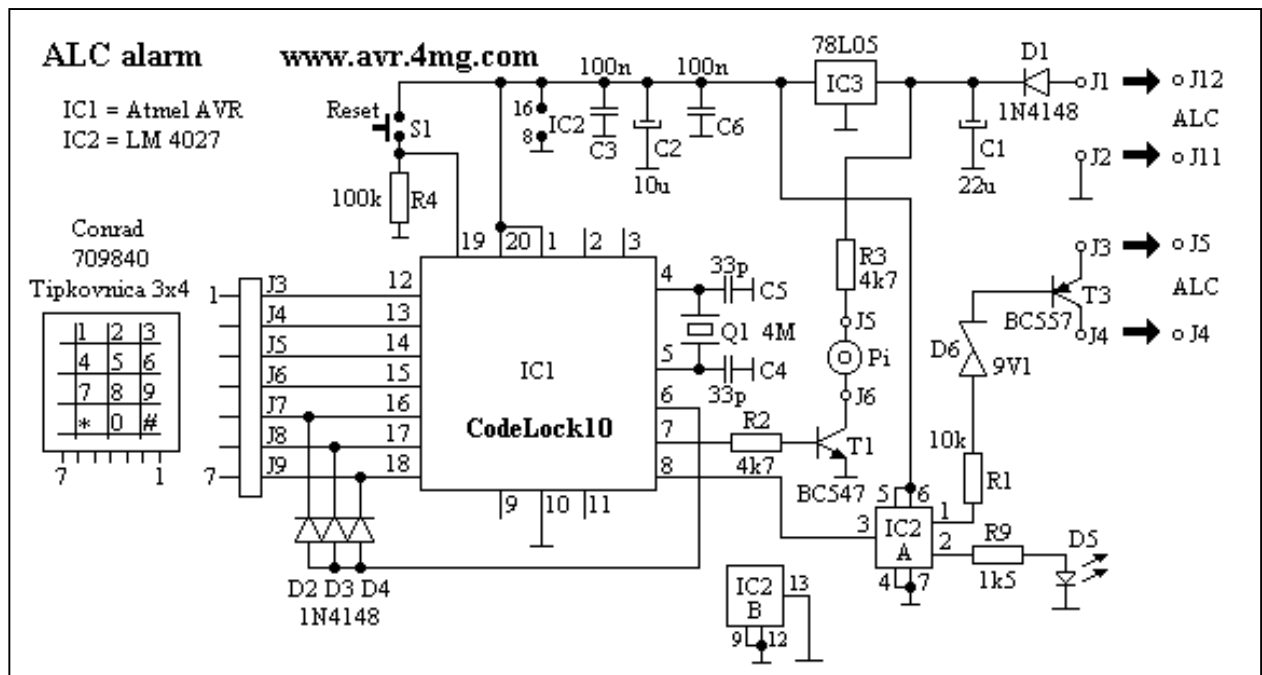 ALC alarm
www.avr.4mg.com
IC1 = Atmel AVR
IC2 = LM 4027
Reset
S1
16
8
IC2
100n
C3
C2
10u
100n
C6
78L05
IC3
D1
1N4148
J1
J12
ALC
J2
J11
C1
22u
100k
R4
Conrad
709840
Tipkovnica 3x4
1 2 3
4 5 6
7 8 9
* 0 #
7 1
1
7
J3
J4
J5
J6
J7
J8
J9
12
13
14
15
16
17
18
19
20
1
2
3
4
5
6
7
8
9
10
11
IC1
CodeLock10
33p
C5
Q1 4M
C4
33p
R3
4k7
J5
Pi
J6
R2
4k7
T1
BC547
J3
J5
T3
ALC
BC557
J4
J4
D6
9V1
10k
R1
5
6
3
IC2
A
1
2
4
7
R9
1k5
D5
D2 D3 D4
1N4148
IC2
B
13
9
12